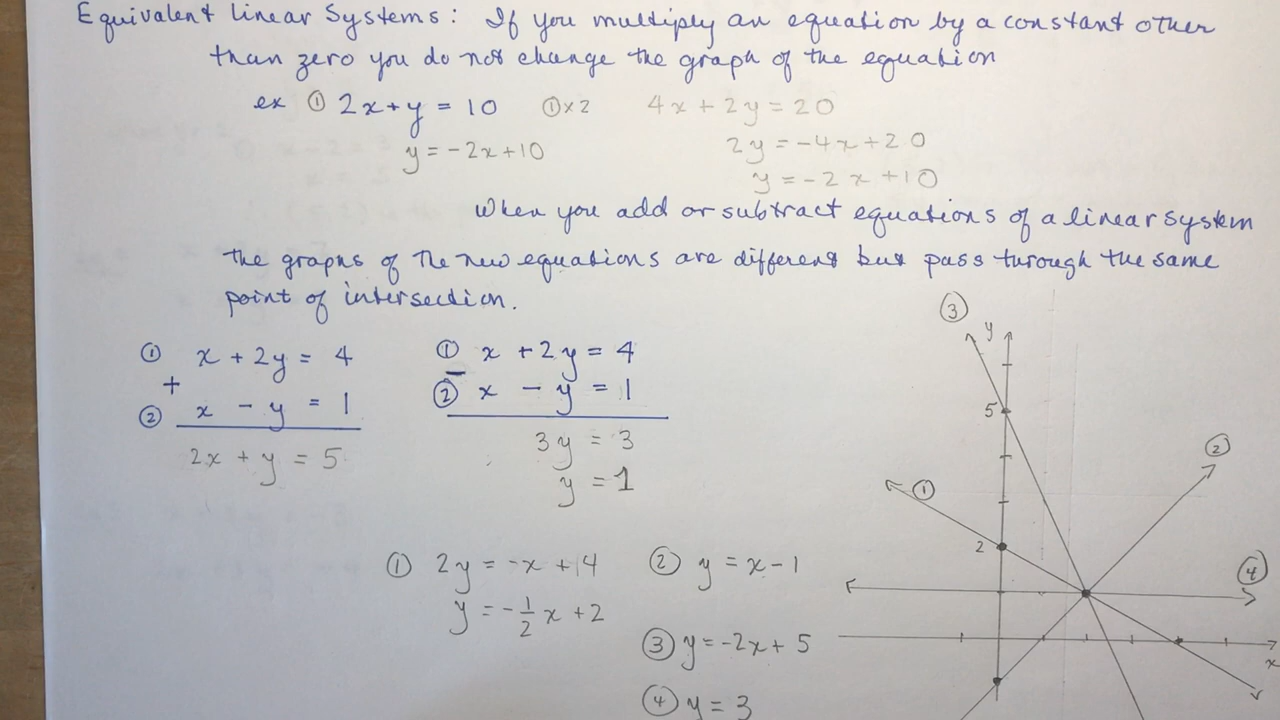 Equivalent linear Systems: If you multiply an equation by a constant other
than zero you do not change the graph of the equation
ex ① 2x+y = 10 ①×2 4x + 2y = 20
y = -2x+10 2y = -4x+20
y = -2x+10
When you add or subtract equations of a linear system
the graphs of the new equations are different but pass through the same
point of intersection.
① x + 2y = 4 ① x + 2y = 4
+ -
② x - y = 1 ② x - y = 1
2x + y = 5 3y = 3
y = 1
① 2y = -x + 14 ② y = x - 1
y = -1/2 x + 2
③ y = -2x + 5
④ y = 3
③
y
5
②
①
2
④
x